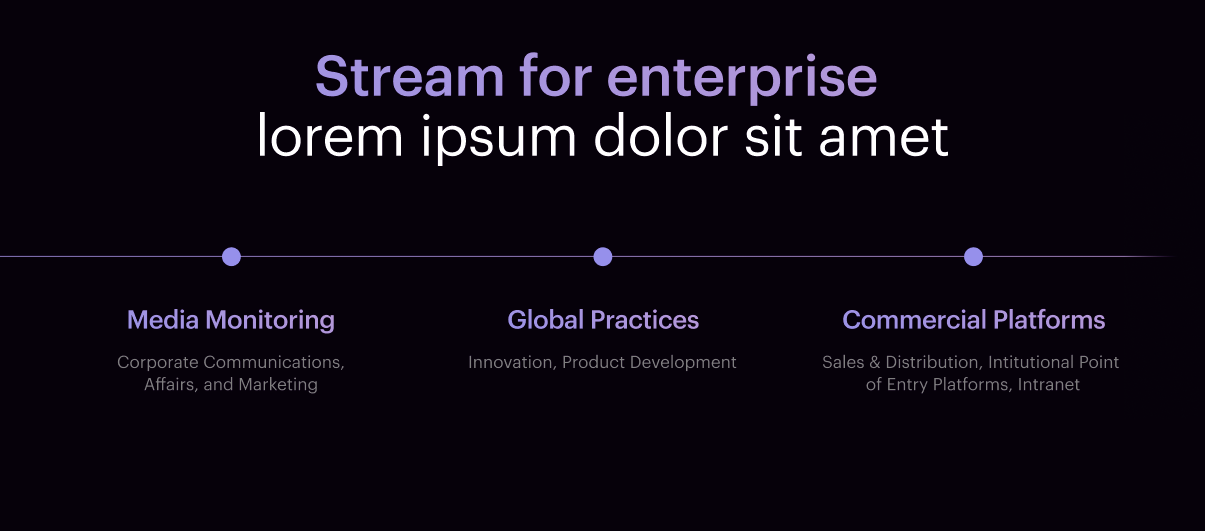 Stream for enterprise
lorem ipsum dolor sit amet
Media Monitoring
Corporate Communications,
Affairs, and Marketing
Global Practices
Innovation, Product Development
Commercial Platforms
Sales & Distribution, Intitutional Point
of Entry Platforms, Intranet